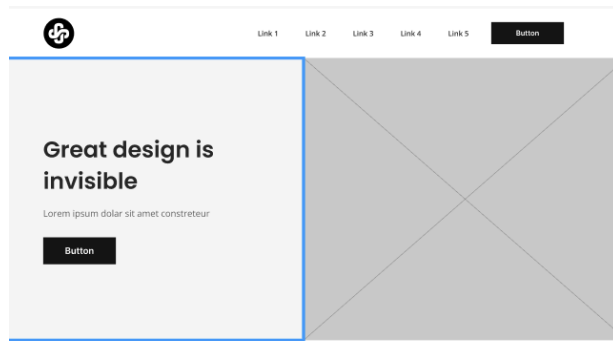 Link 1 Link 2 Link 3 Link 4 Link 5 Button
Great design is
invisible
Lorem ipsum dolar sit amet constreteur
Button